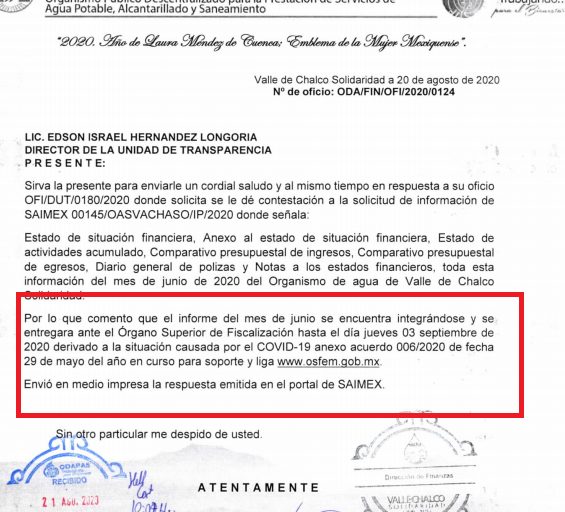 Organismo Público Descentralizado para la Prestación de Servicios de
Agua Potable, Alcantarillado y Saneamiento
Trabajando...
"2020. Año de Laura Méndez de Cuenca; Emblema de la Mujer Mexiquense".
Valle de Chalco Solidaridad a 20 de agosto de 2020
Nº de oficio: ODA/FIN/OFI/2020/0124
LIC. EDSON ISRAEL HERNANDEZ LONGORIA
DIRECTOR DE LA UNIDAD DE TRANSPARENCIA
P R E S E N T E:
Sirva la presente para enviarle un cordial saludo y al mismo tiempo en respuesta a su oficio
OFI/DUT/0180/2020 donde solicita se le dé contestación a la solicitud de información de
SAIMEX 00145/OASVACHASO/IP/2020 donde señala:
Estado de situación financiera, Anexo al estado de situación financiera, Estado de
actividades acumulado, Comparativo presupuestal de ingresos, Comparativo presupuestal
de egresos, Diario general de polizas y Notas a los estados financieros, toda esta
información del mes de junio de 2020 del Organismo de agua de Valle de Chalco
Solidaridad.
Por lo que comento que el informe del mes de junio se encuentra integrándose y se
entregara ante el Órgano Superior de Fiscalización hasta el día jueves 03 septiembre de
2020 derivado a la situación causada por el COVID-19 anexo acuerdo 006/2020 de fecha
29 de mayo del año en curso para soporte y liga www.osfem.gob.mx.
Envió en medio impresa la respuesta emitida en el portal de SAIMEX.
Sin otro particular me despido de usted.
ODAPAS
RECIBIDO
Dirección de Finanzas
A T E N T A M E N T E
VALLE CHALCO
SOLIDARIDAD